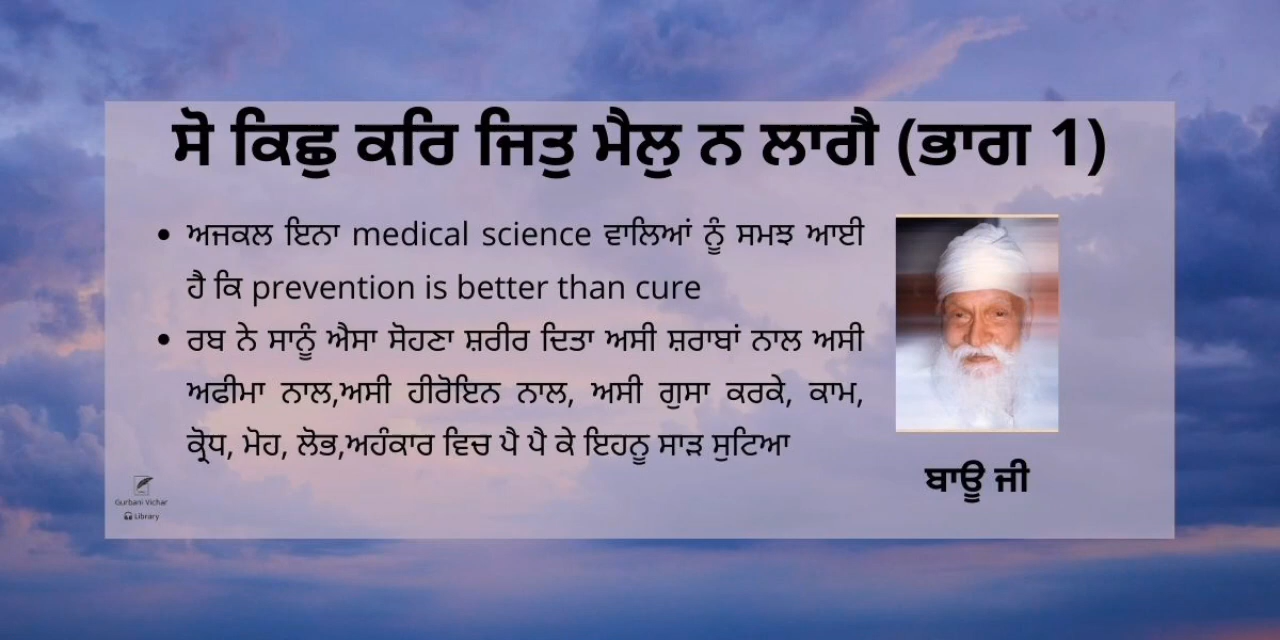 ਸੋ ਕਿਛੁ ਕਰਿ ਜਿਤੁ ਮੈਲੁ ਨ ਲਾਗੈ (ਭਾਗ 1)
• ਅਜਕਲ ਇਨਾ medical science ਵਾਲਿਆਂ ਨੂੰ ਸਮਝ ਆਈ
ਹੈ ਕਿ prevention is better than cure
• ਰਬ ਨੇ ਸਾਨੂੰ ਐਸਾ ਸੋਹਣਾ ਸ਼ਰੀਰ ਦਿਤਾ ਅਸੀ ਸ਼ਰਾਬਾਂ ਨਾਲ ਅਸੀ
ਅਫੀਮਾ ਨਾਲ,ਅਸੀ ਹੀਰੋਇਨ ਨਾਲ, ਅਸੀ ਗੁਸਾ ਕਰਕੇ, ਕਾਮ,
ਕ੍ਰੋਧ, ਮੋਹ, ਲੋਭ,ਅਹੰਕਾਰ ਵਿਚ ਪੈ ਪੈ ਕੇ ਇਹਨੂ ਸਾੜ ਸੁਟਿਆ
ਬਾਊ ਜੀ
Gurbani Vichar
Library